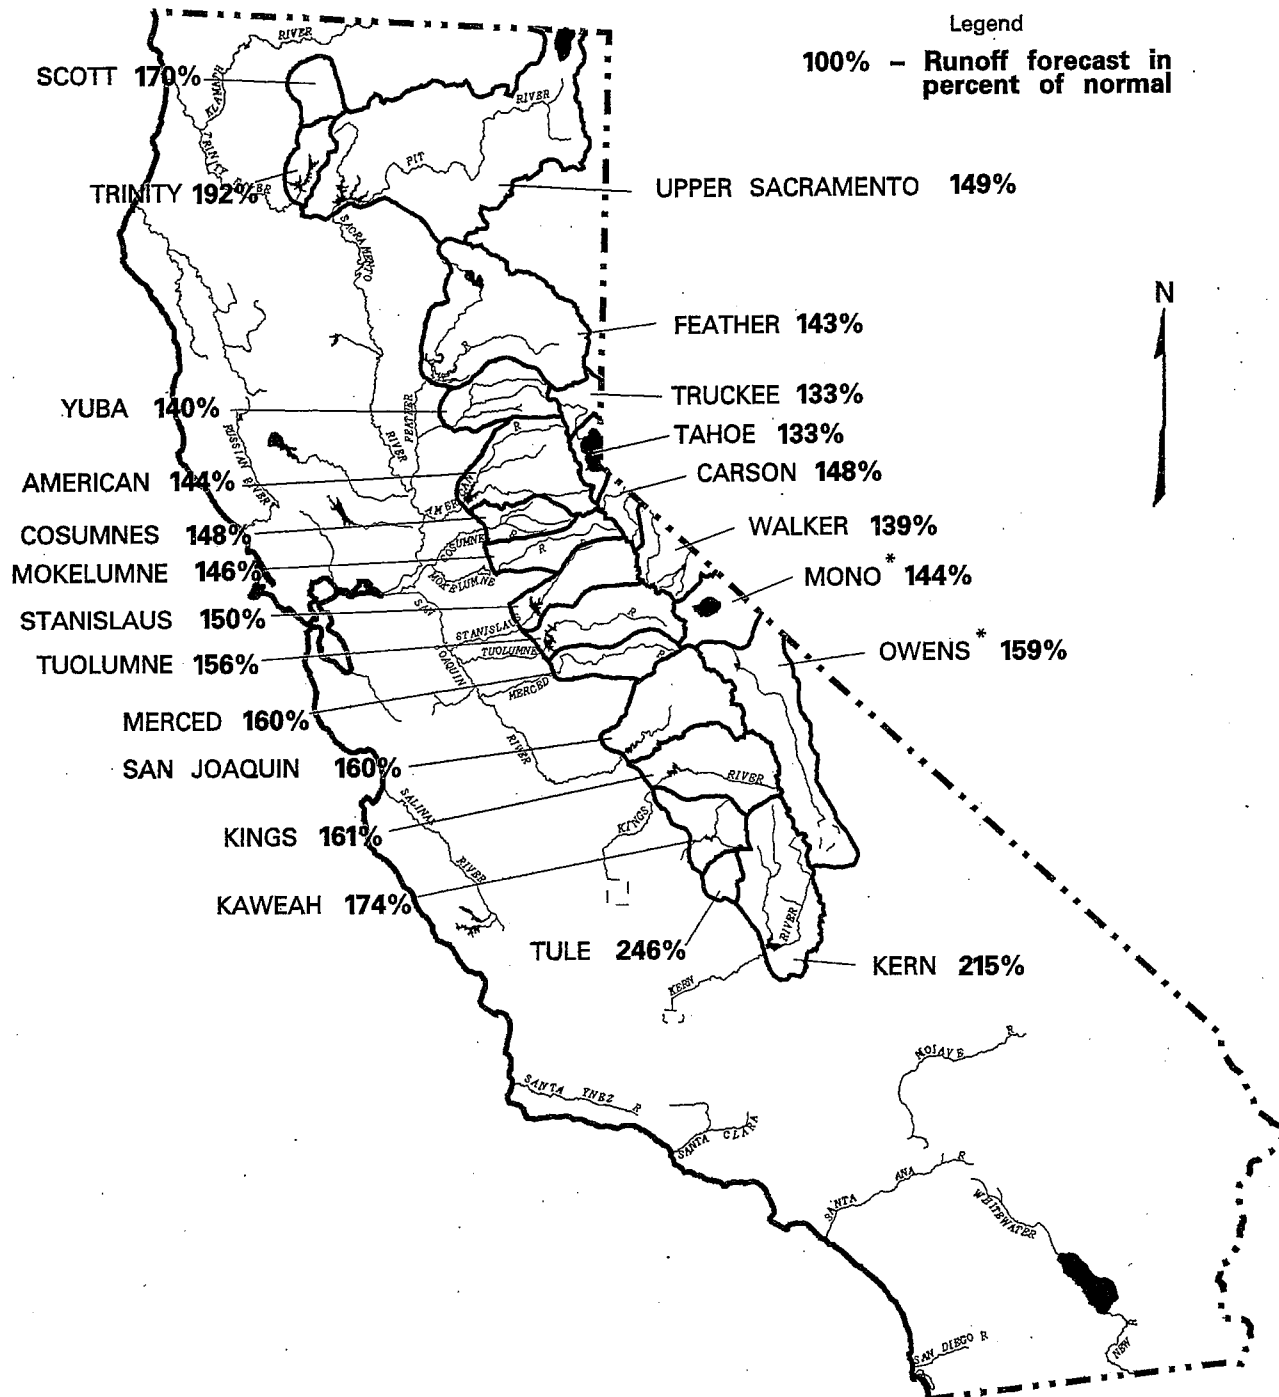 Legend
100% – Runoff forecast in
percent of normal
RIVER
SCOTT 170%
KLAMATH
RIVER
TRINITY RIVER
PIT
TRINITY 192%
UPPER SACRAMENTO 149%
SACRAMENTO
N
FEATHER 143%
R
TRUCKEE 133%
YUBA 140%
FEATHER
RIVER
TAHOE 133%
R
RUSSIAN RIVER
CARSON 148%
AMERICAN 144%
AMERICAN
WALKER 139%
COSUMNES 148%
COSUMNE
R
R
R
MOKELUMNE 146%
MOKELUMNE
MONO* 144%
SAN
JOAQUIN
RIVER
STANISLAUS 150%
STANISLAUS
R
TUOLUMNE 156%
TUOLUMNE
R
OWENS* 159%
MERCED
MERCED 160%
SAN JOAQUIN 160%
RIVER
SALINAS
RIVER
KINGS
KINGS 161%
KAWEAH 174%
RIVER
TULE 246%
KERN 215%
KERN
MOJAVE R
SANTA YNEZ R
SANTA CLARA
SANTA ANA R
WHITEWATER
SAN DIEGO R
NEW R